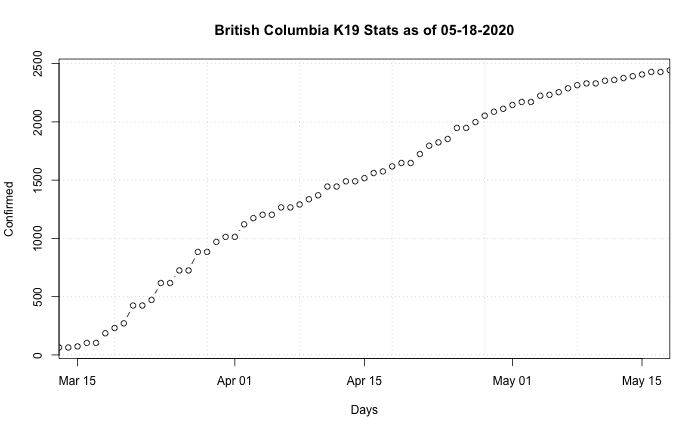 British Columbia K19 Stats as of 05-18-2020
2500
2000
1500
1000
500
0
Confirmed
Mar 15 Apr 01 Apr 15 May 01 May 15
Days